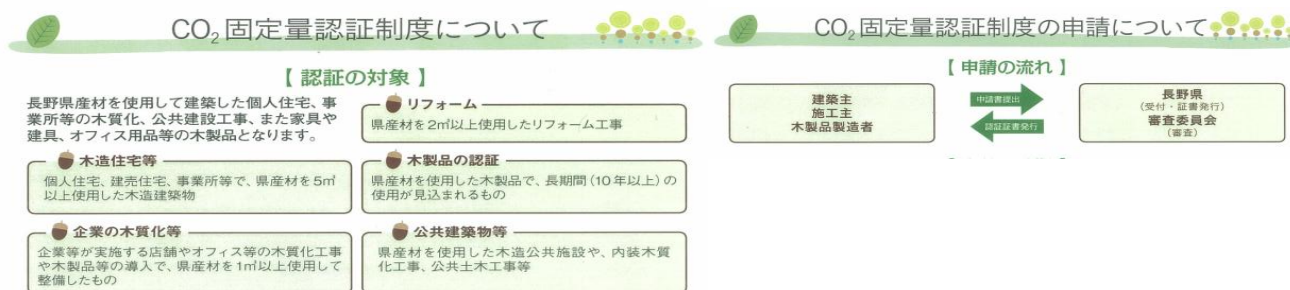 CO₂固定量認証制度について
【 認証の対象 】
長野県産材を使用して建築した個人住宅、事
業所等の木質化、公共建設工事、また家具や
建具、オフィス用品等の木製品となります。
リフォーム
県産材を2㎥以上使用したリフォーム工事
木造住宅等
個人住宅、建売住宅、事業所等で、県産材を5㎥
以上使用した木造建築物
木製品の認証
県産材を使用した木製品で、長期間(10年以上)の
使用が見込まれるもの
企業の木質化等
企業等が実施する店舗やオフィス等の木質化工事
や木製品等の導入で、県産材を1㎥以上使用して
整備したもの
公共建築物等
県産材を使用した木造公共施設や、内装木質
化工事、公共土木工事等
CO₂固定量認証制度の申請について
【 申請の流れ 】
建築主
施工主
木製品製造者
申請書提出
認証証書発行
長野県
(受付・証書発行)
審査委員会
(審査)